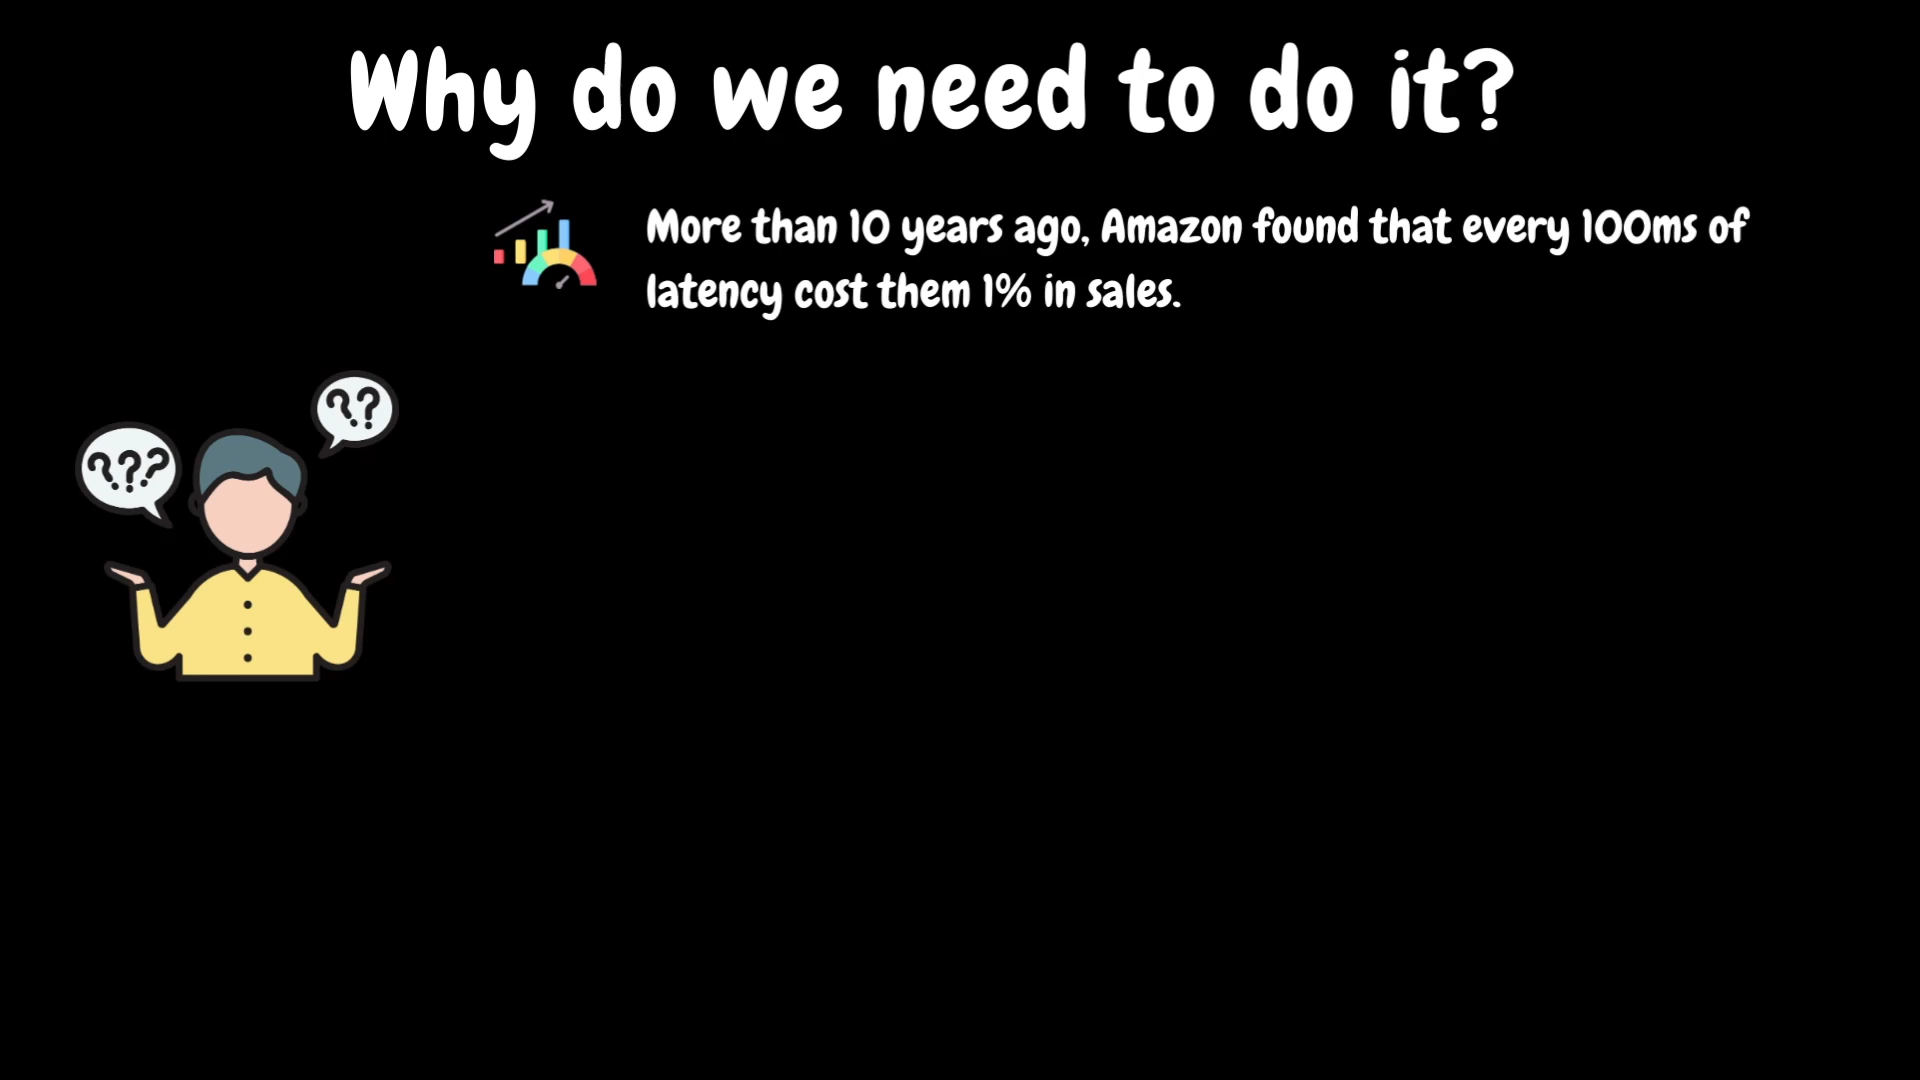 Why do we need to do it?
More than 10 years ago, Amazon found that every 100ms of
latency cost them 1% in sales.
??
???